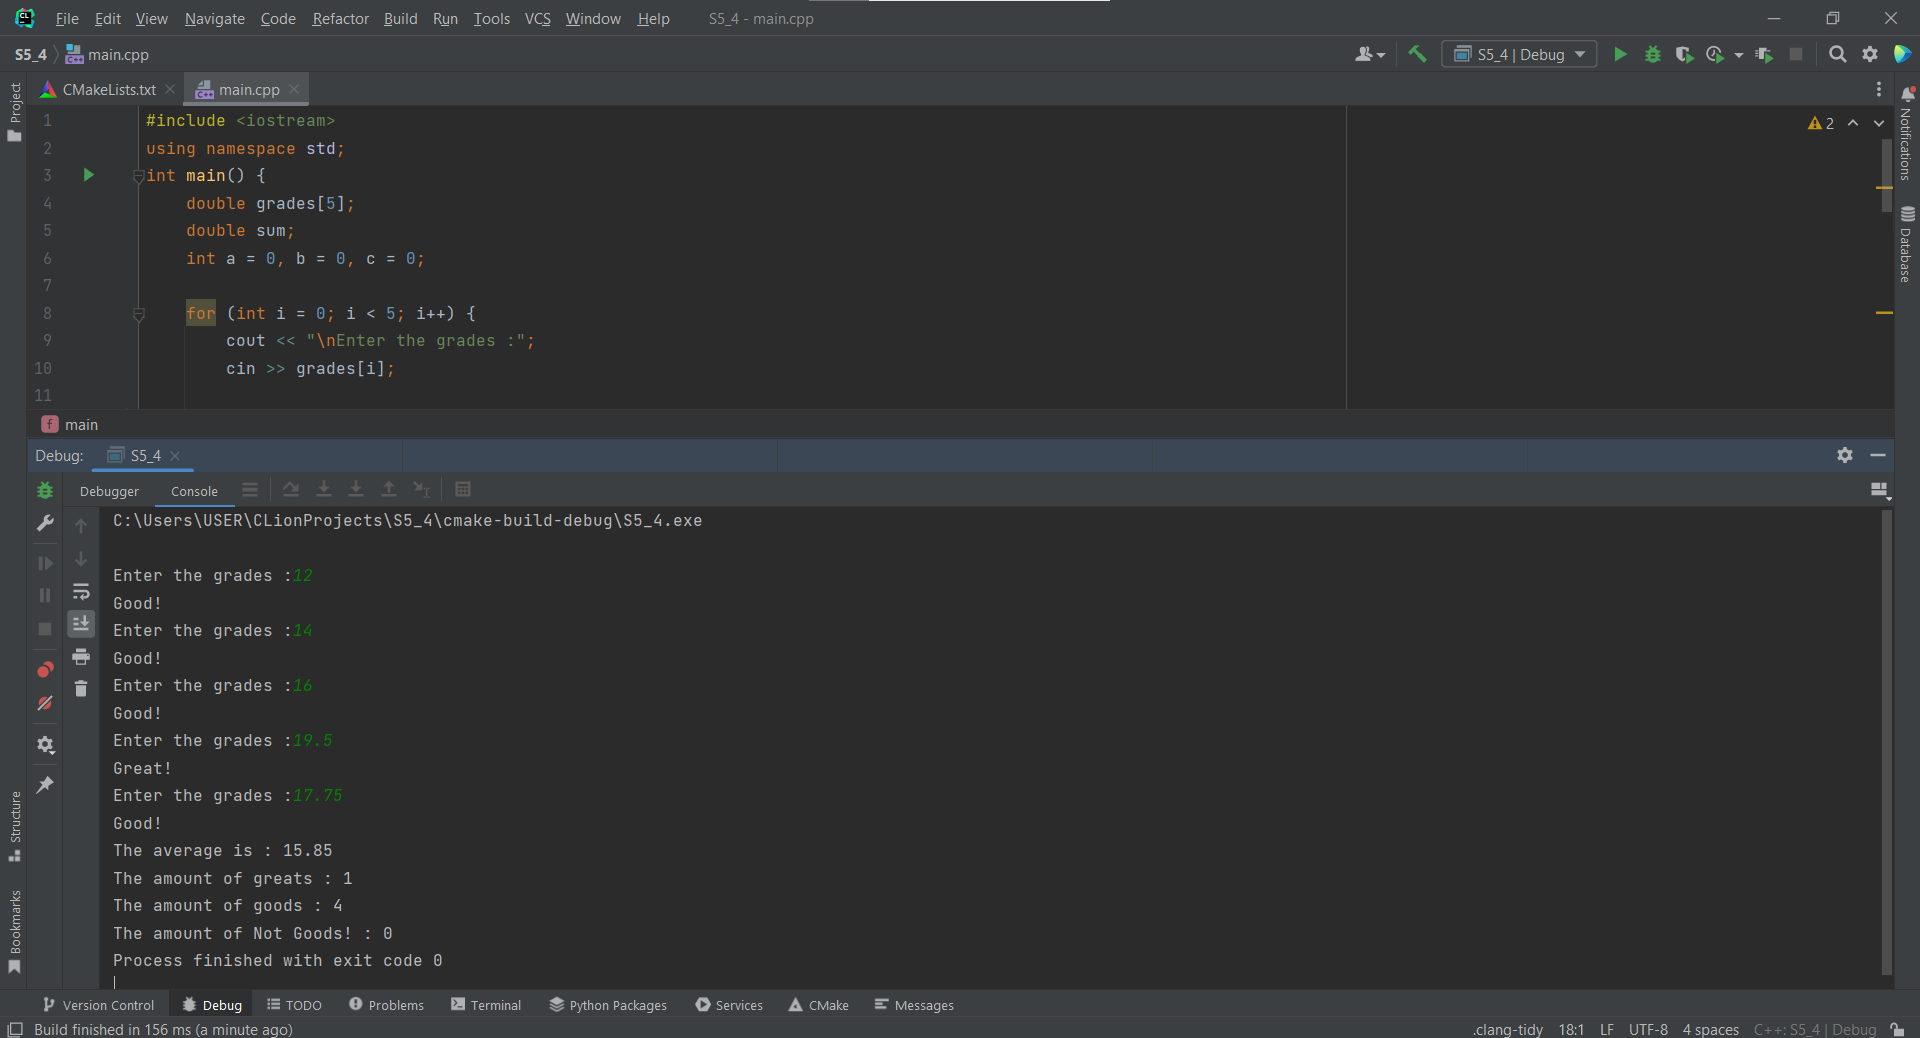 File Edit View Navigate Code Refactor Build Run Tools VCS Window Help S5_4 - main.cpp
S5_4 main.cpp S5_4 | Debug
CMakeLists.txt main.cpp
Project
Notifications
Database
1 #include <iostream>
2 using namespace std;
3 int main() {
4 double grades[5];
5 double sum;
6 int a = 0, b = 0, c = 0;
7
8 for (int i = 0; i < 5; i++) {
9 cout << "\nEnter the grades :";
10 cin >> grades[i];
11
2
f main
Debug: S5_4
Debugger Console
C:\Users\USER\CLionProjects\S5_4\cmake-build-debug\S5_4.exe
Enter the grades :12
Good!
Enter the grades :14
Good!
Enter the grades :16
Good!
Enter the grades :19.5
Great!
Enter the grades :17.75
Good!
The average is : 15.85
The amount of greats : 1
The amount of goods : 4
The amount of Not Goods! : 0
Process finished with exit code 0
Structure
Bookmarks
Version Control Debug TODO Problems Terminal Python Packages Services CMake Messages
Build finished in 156 ms (a minute ago) .clang-tidy 18:1 LF UTF-8 4 spaces C++: S5_4 | Debug